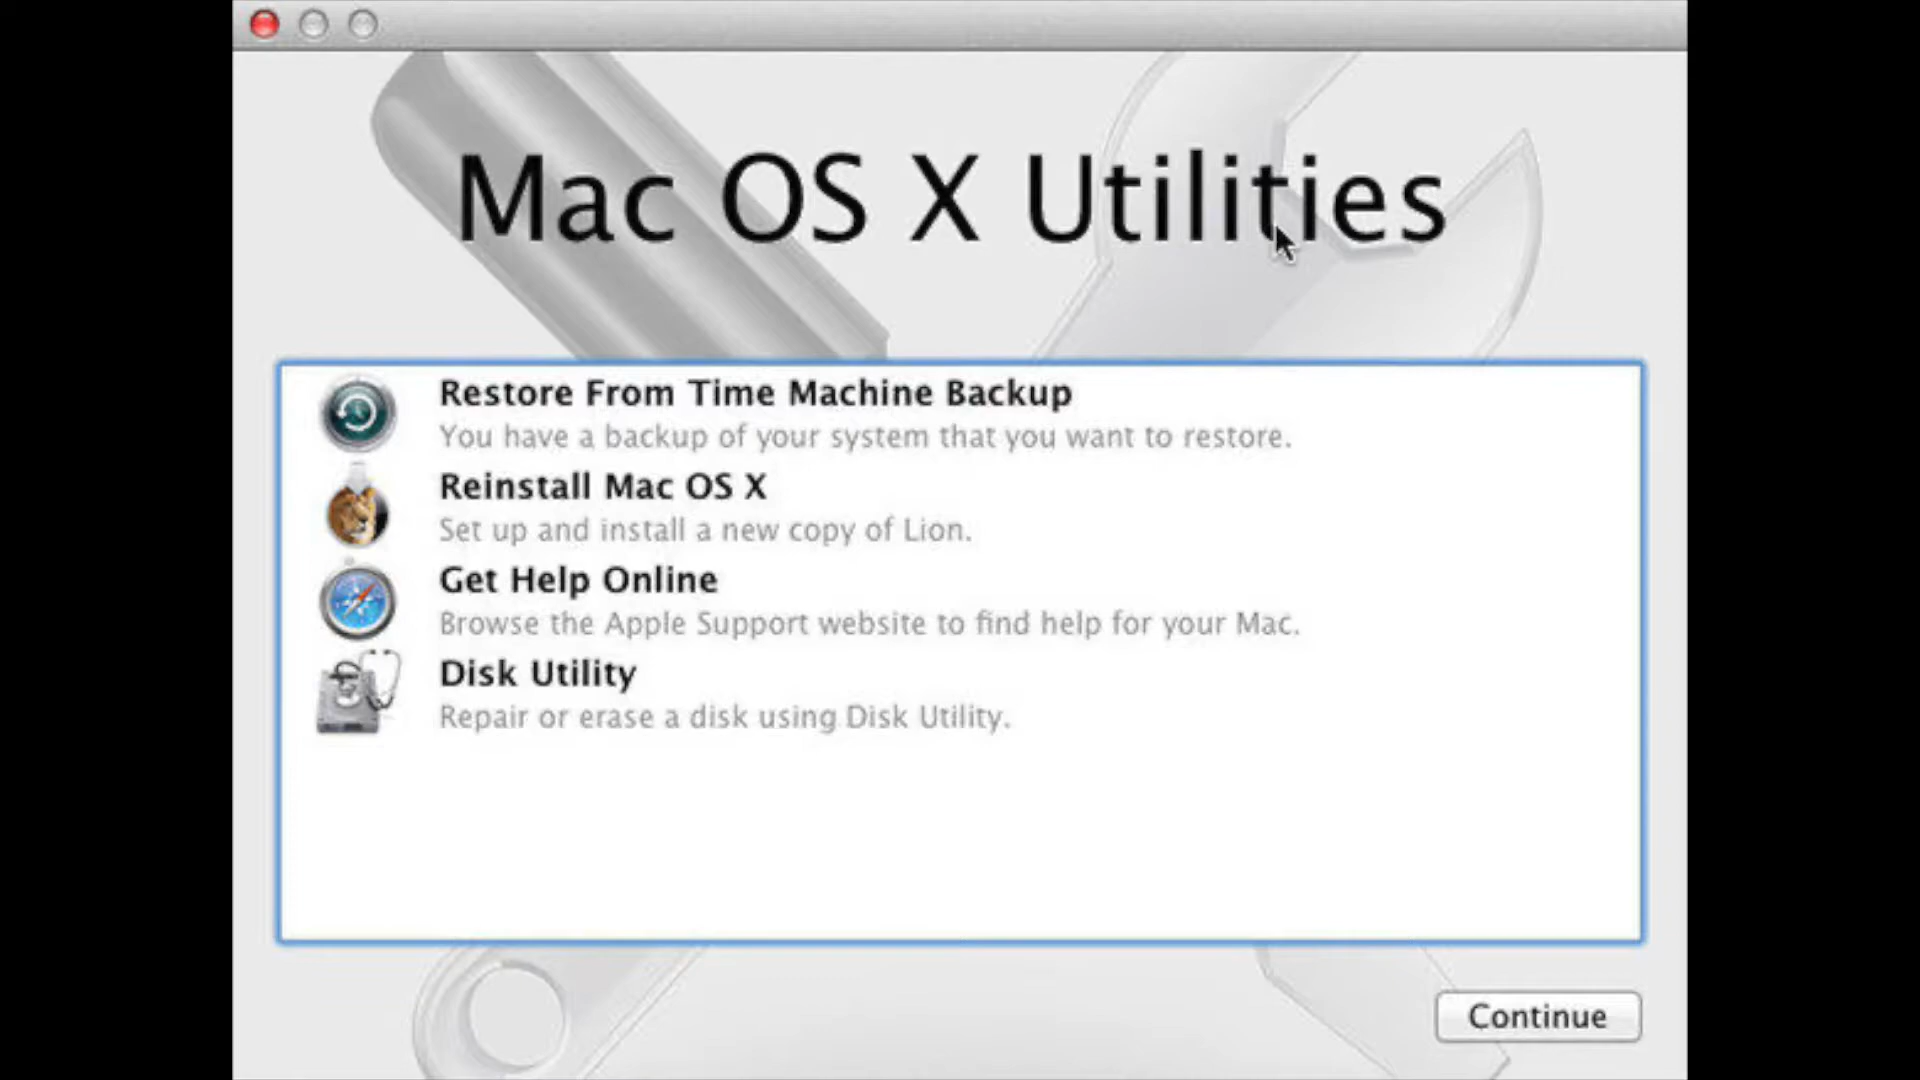 Mac OS X Utilities
Restore From Time Machine Backup
You have a backup of your system that you want to restore.
Reinstall Mac OS X
Set up and install a new copy of Lion.
Get Help Online
Browse the Apple Support website to find help for your Mac.
Disk Utility
Repair or erase a disk using Disk Utility.
Continue